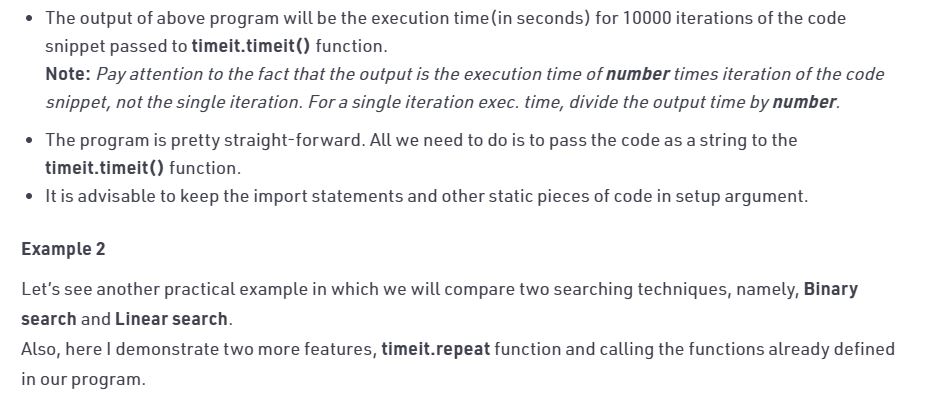 • The output of above program will be the execution time(in seconds) for 10000 iterations of the code
snippet passed to timeit.timeit() function.
Note: Pay attention to the fact that the output is the execution time of number times iteration of the code
snippet, not the single iteration. For a single iteration exec. time, divide the output time by number.
• The program is pretty straight-forward. All we need to do is to pass the code as a string to the
timeit.timeit() function.
• It is advisable to keep the import statements and other static pieces of code in setup argument.
Example 2
Let's see another practical example in which we will compare two searching techniques, namely, Binary
search and Linear search.
Also, here I demonstrate two more features, timeit.repeat function and calling the functions already defined
in our program.